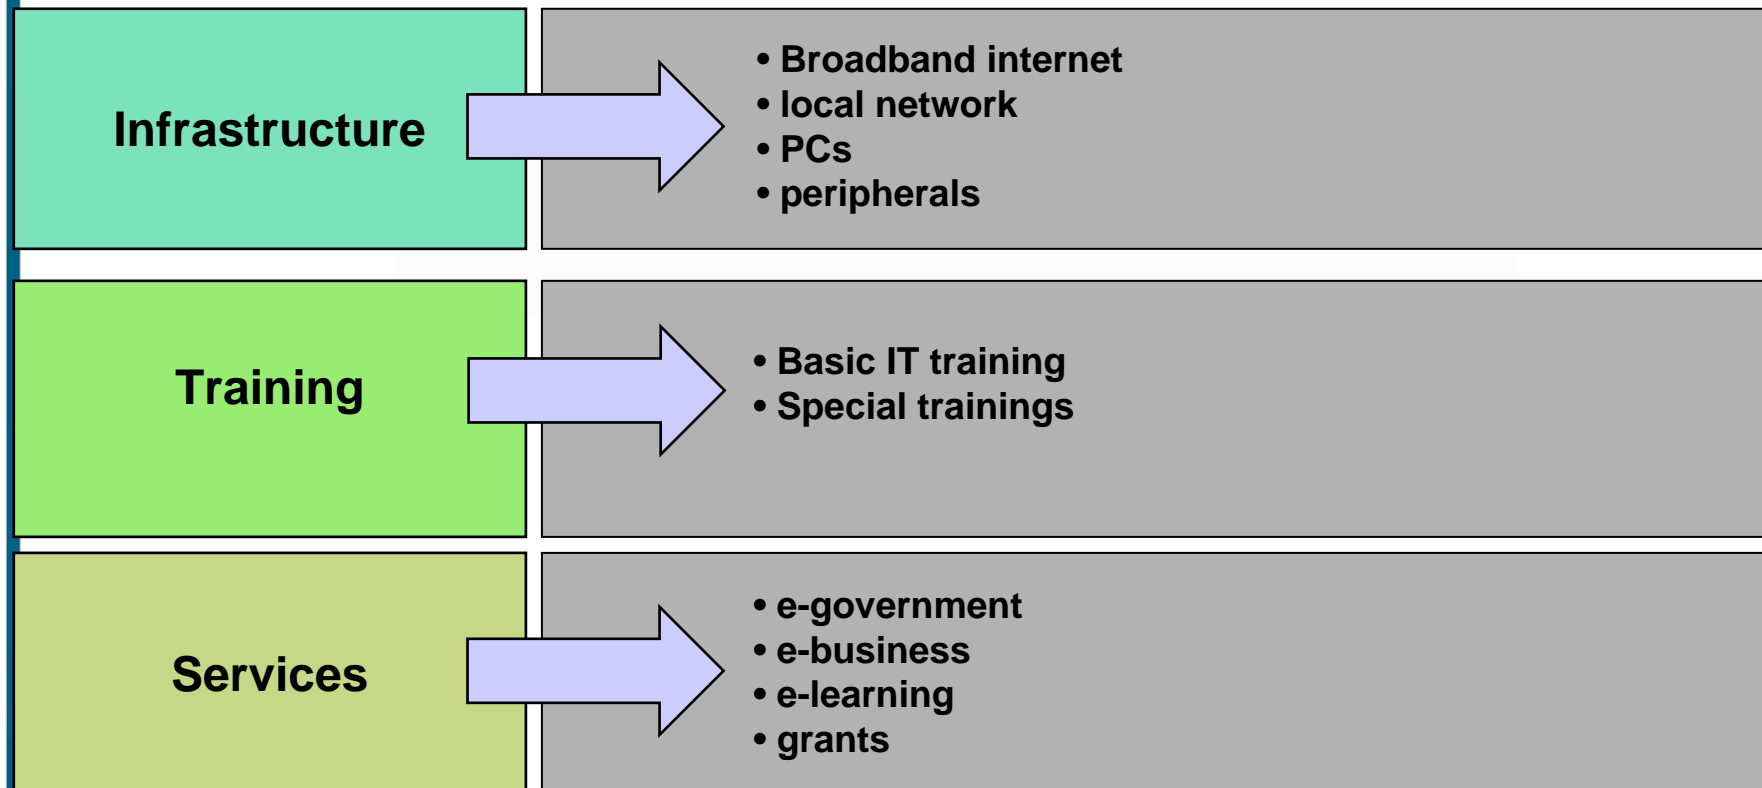 Infrastructure
• Broadband internet
• local network
• PCs
• peripherals
Training
• Basic IT training
• Special trainings
Services
• e-government
• e-business
• e-learning
• grants